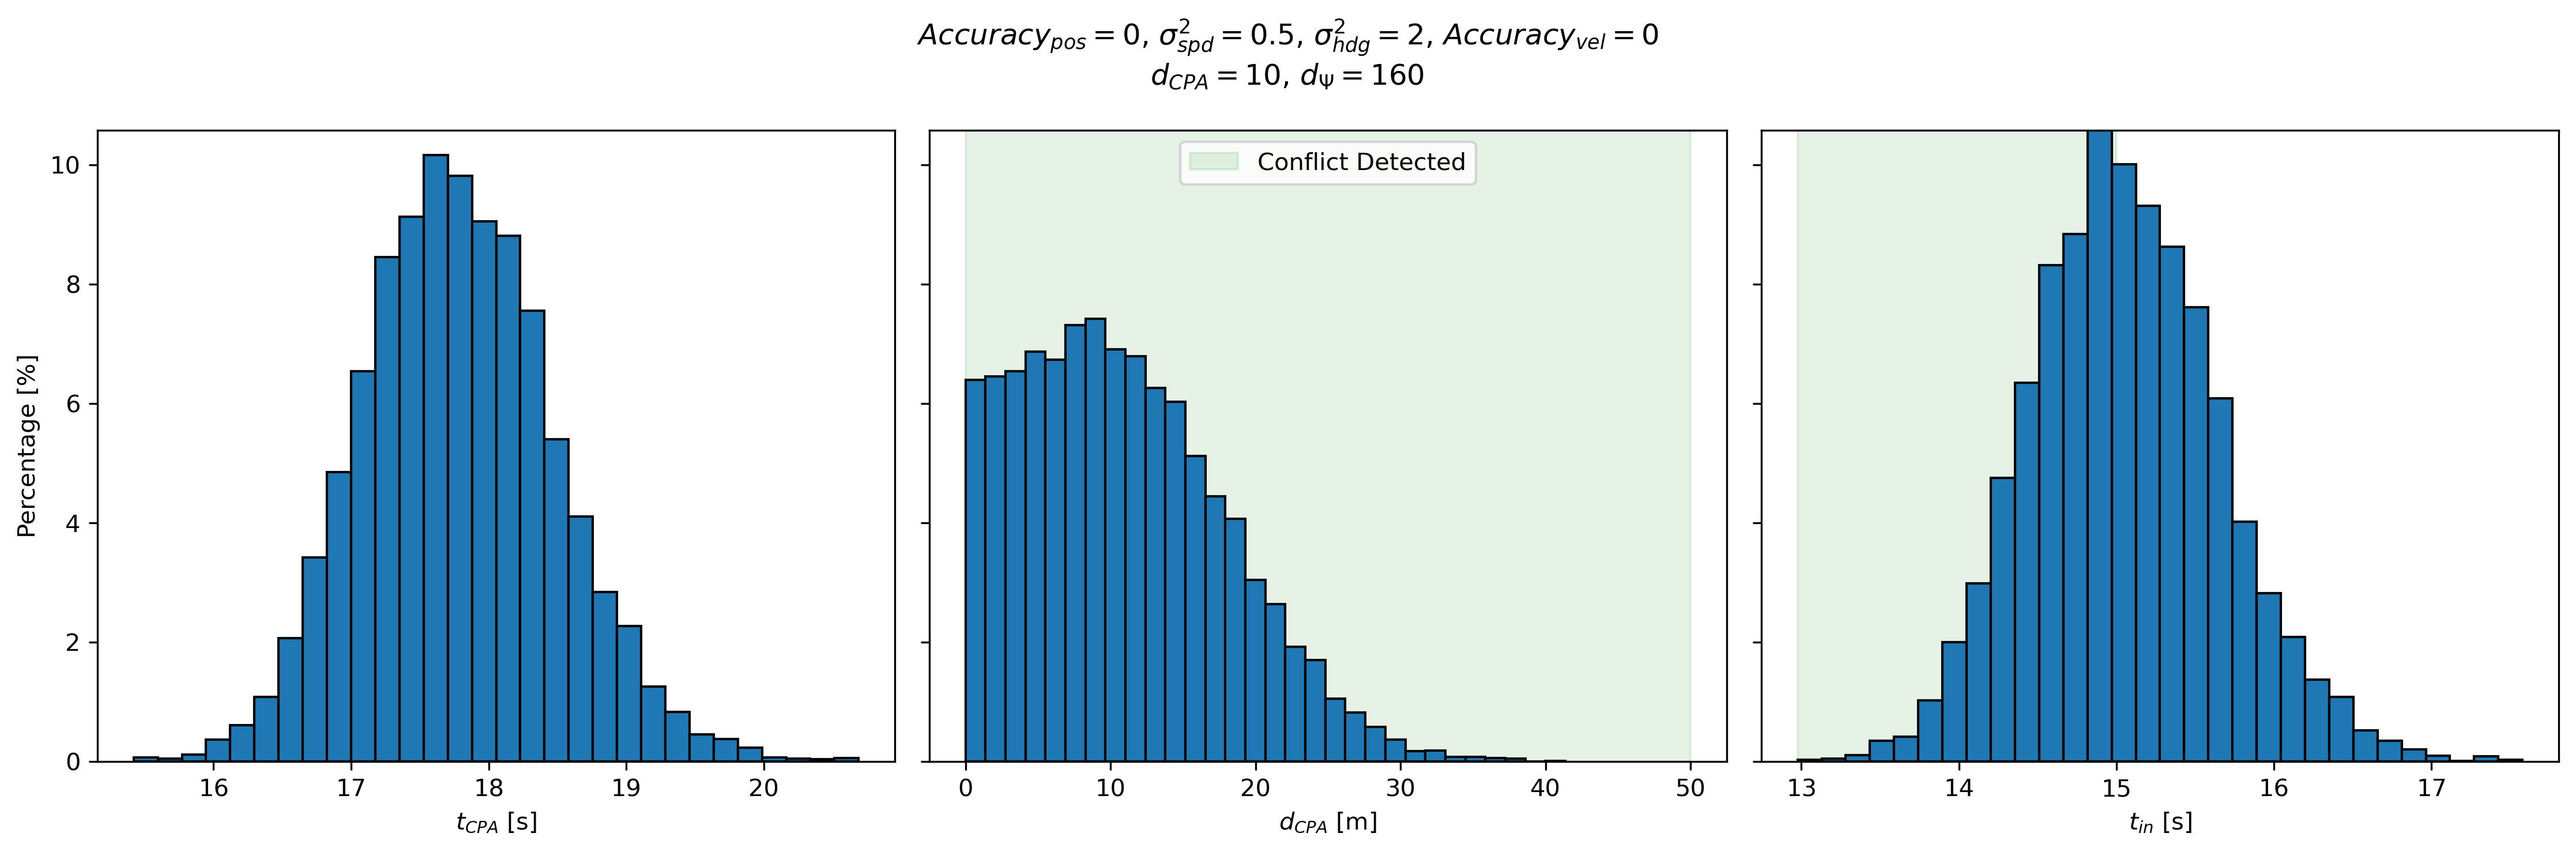 Accuracy_pos = 0, σ²_spd = 0.5, σ²_hdg = 2, Accuracy_vel = 0
d_CPA = 10, d_Ψ = 160
Percentage [%]
10
8
6
4
2
0
16 17 18 19 20
t_CPA [s]
Conflict Detected
0 10 20 30 40 50
d_CPA [m]
13 14 15 16 17
t_in [s]